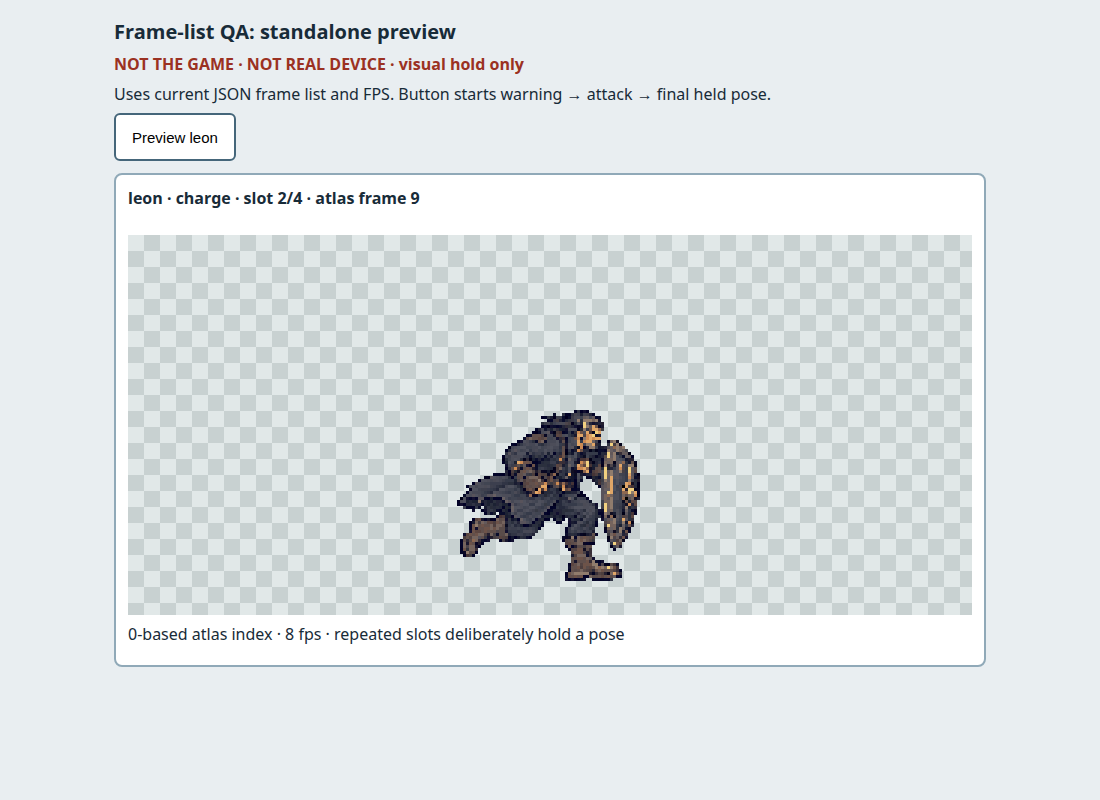 Frame-list QA: standalone preview
NOT THE GAME · NOT REAL DEVICE · visual hold only
Uses current JSON frame list and FPS. Button starts warning → attack → final held pose.
Preview leon
leon · charge · slot 2/4 · atlas frame 9
0-based atlas index · 8 fps · repeated slots deliberately hold a pose